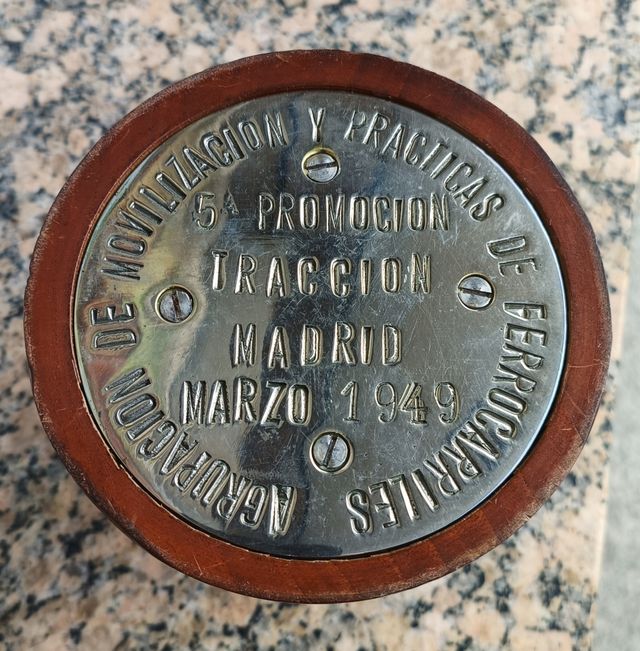 AGRUPACION DE MOVILIZACION Y PRACTICAS DE FERROCARRILES
5ª PROMOCION
TRACCION
MADRID
MARZO 1949